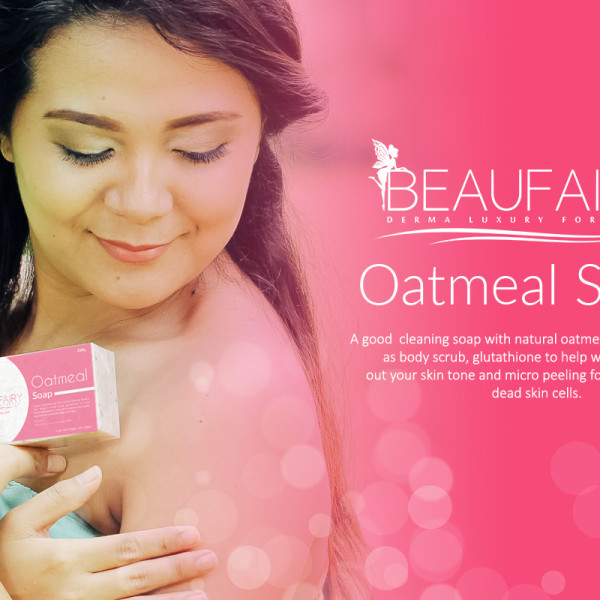 BEAUFAI
DERMA LUXURY FOR
Oatmeal S
A good cleaning soap with natural oatme
as body scrub, glutathione to help w
out your skin tone and micro peeling fo
dead skin cells.
Oatmeal
Soap
FAIRY